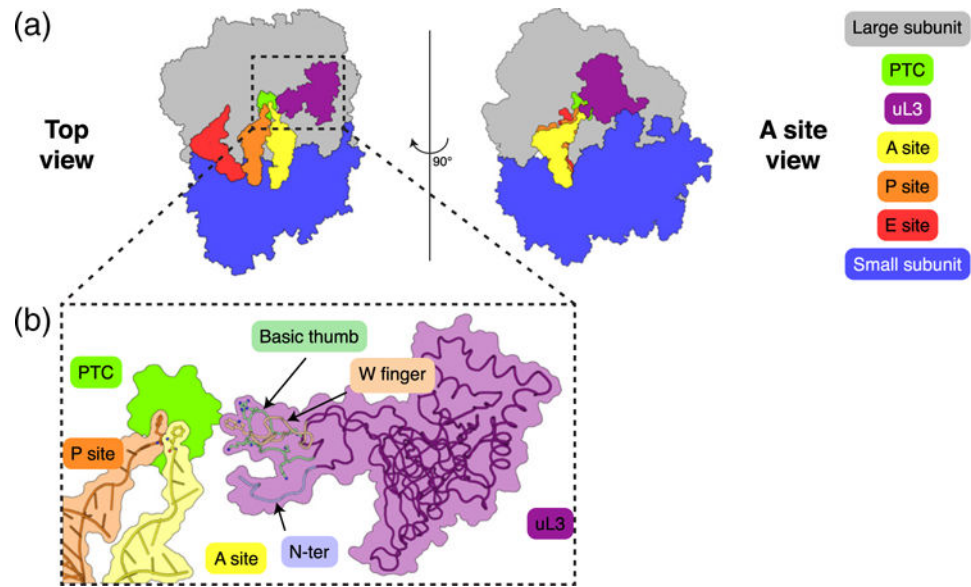 (a)
Top
view
90°
A site
view
Large subunit
PTC
uL3
A site
P site
E site
Small subunit
(b)
Basic thumb
W finger
PTC
P site
A site
N-ter
uL3